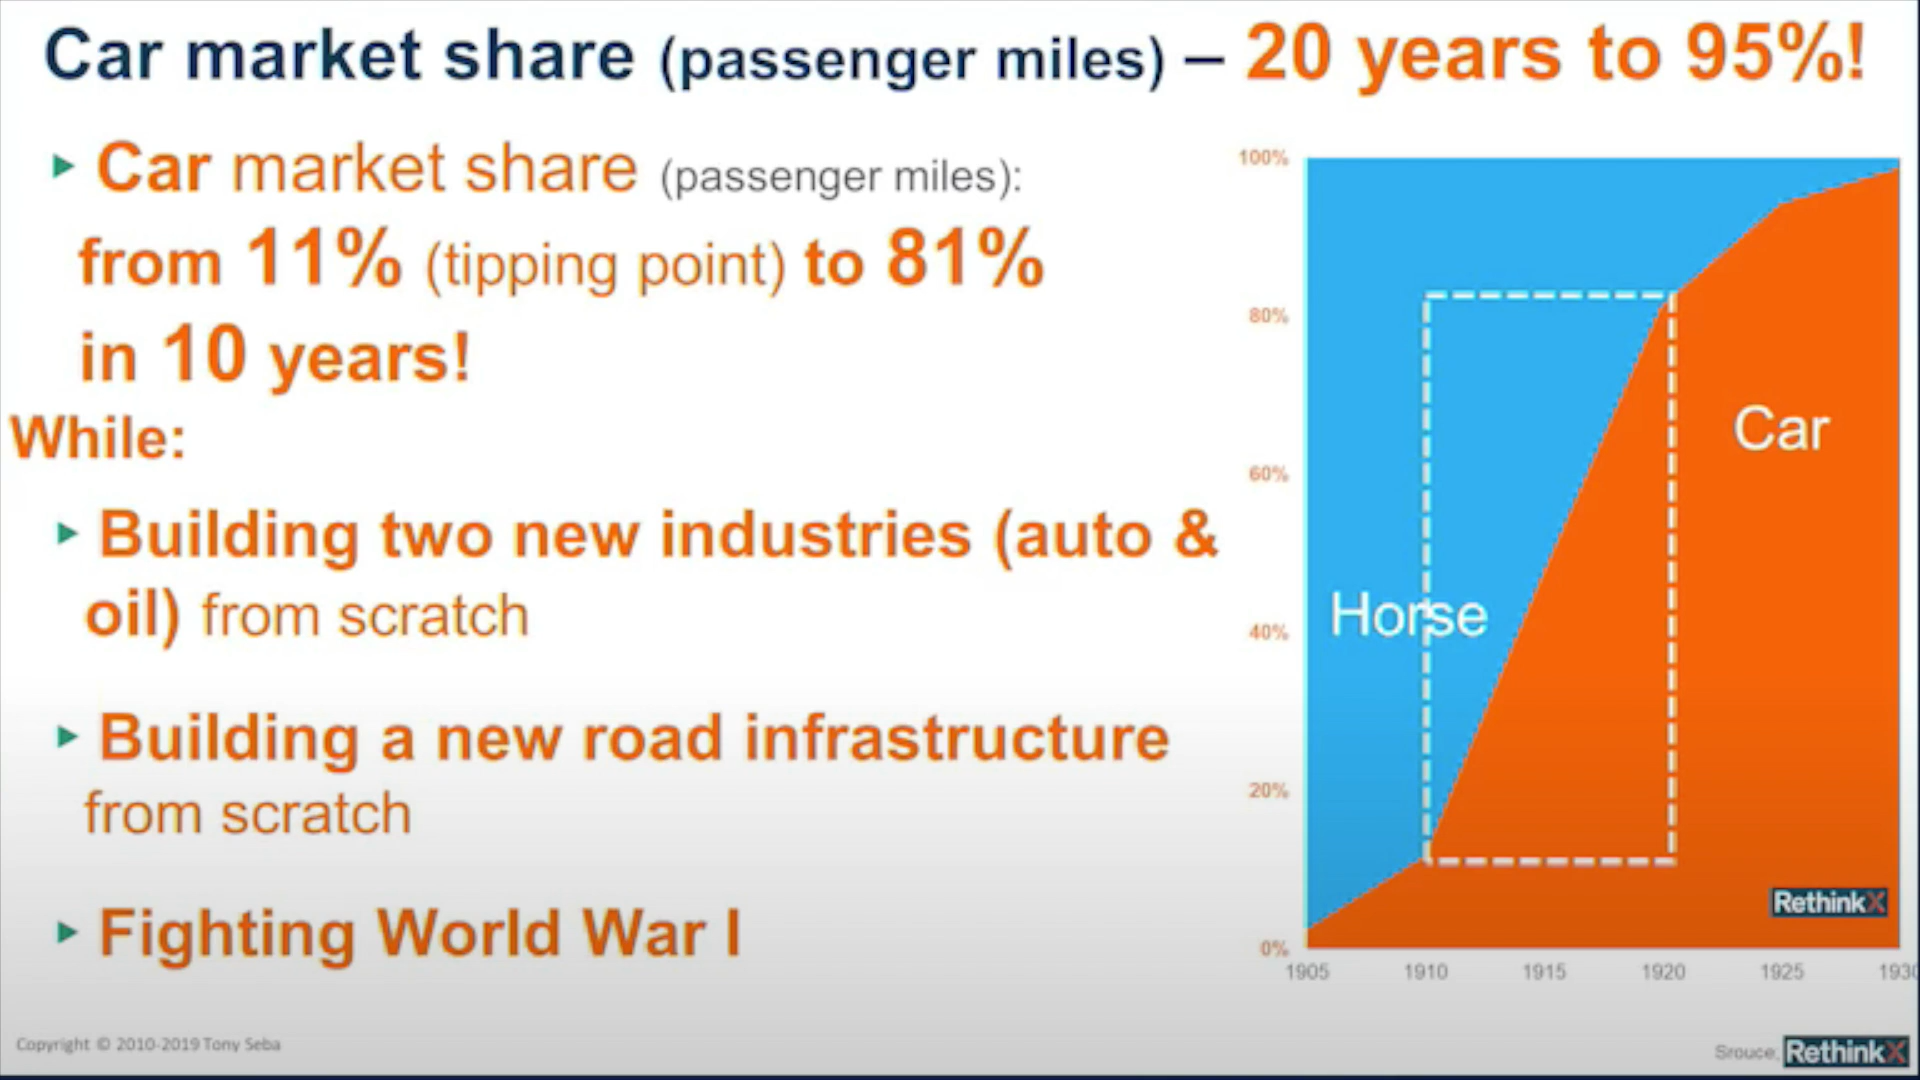 Car market share (passenger miles) – 20 years to 95%!
Car market share (passenger miles):
from 11% (tipping point) to 81%
in 10 years!
While:
Building two new industries (auto &
oil) from scratch
Building a new road infrastructure
from scratch
Fighting World War I
100%
80%
60%
40%
20%
0%
Car
Horse
RethinkX
1905 1910 1915 1920 1925 1930
Copyright © 2010-2019 Tony Seba
Srouce: RethinkX